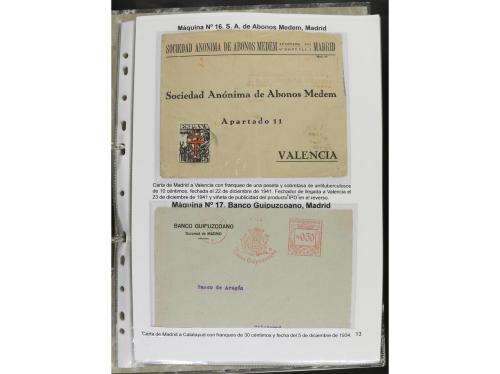 Máquina Nº 16. S. A. de Abonos Medem, Madrid
SOCIEDAD ANONIMA DE ABONOS MEDEM
MADRID
Sociedad Anónima de Abonos Medem
Apartado 11
ESPAÑA
VALENCIA
Carta de Madrid a Valencia con franqueo de una peseta y sobretasa de antituberculosos
de 10 céntimos, fechada el 22 de diciembre de 1941. Fechador de llegada a Valencia el
23 de diciembre de 1941 y viñeta de publicidad del producto IPO en el reverso.
Máquina Nº 17. Banco Guipuzcoano, Madrid
BANCO GUIPUZCOANO
Sucursal de MADRID
Banco Guipuzcoano
Banco de Aragón
Carta de Madrid a Calatayud con franqueo de 30 céntimos y fecha del 5 de diciembre de 1934.
13